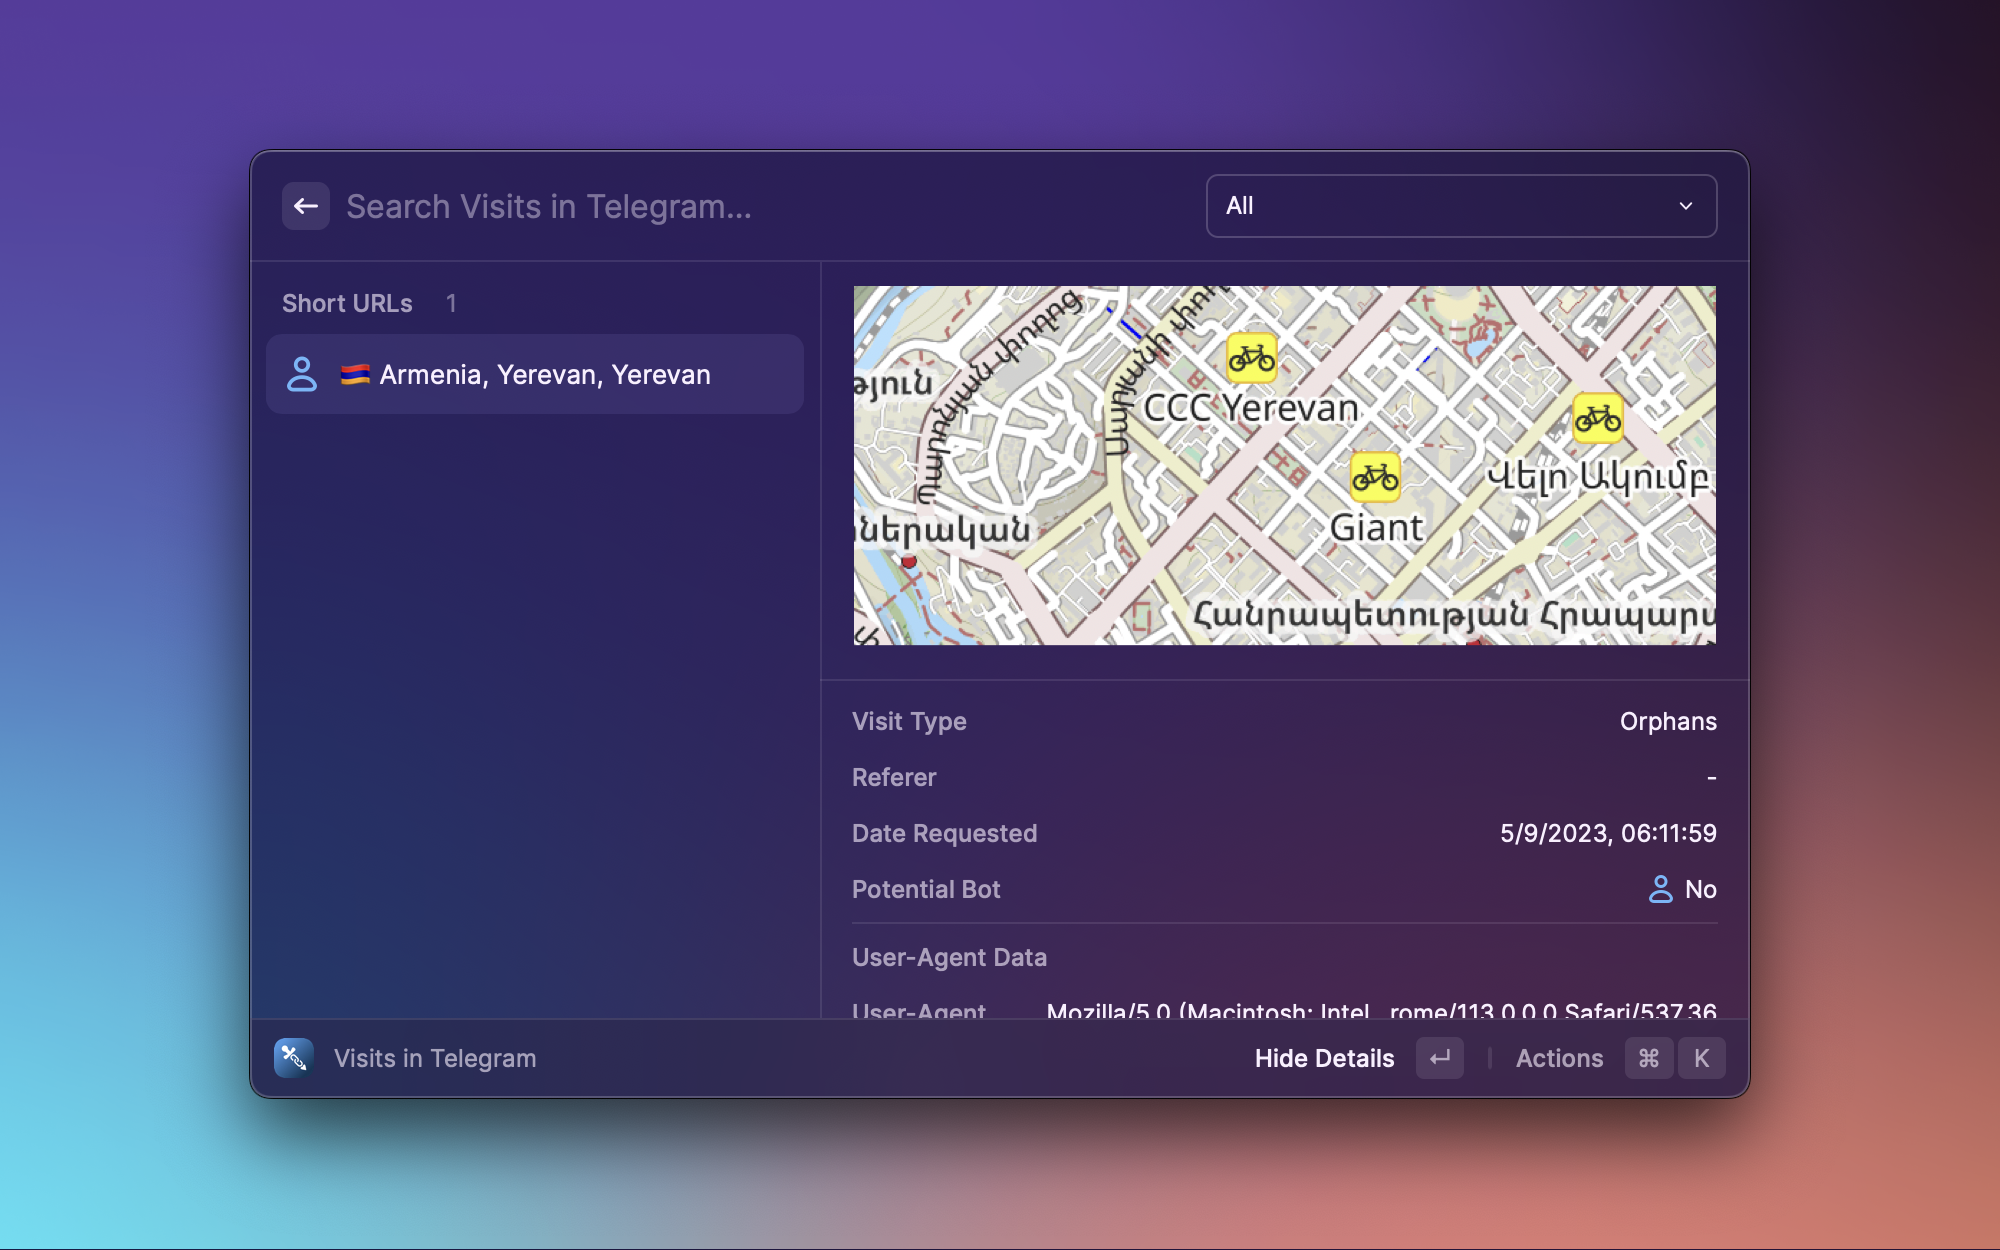 Search Visits in Telegram...
All
Short URLs 1
🇦🇲 Armenia, Yerevan, Yerevan
CCC Yerevan
Giant
Վելո Ակումբ
Հանրապետության Հրապարա
ներական
թյուն
Visit Type Orphans
Referer -
Date Requested 5/9/2023, 06:11:59
Potential Bot No
User-Agent Data
User-Agent Mozilla/5.0 (Macintosh; Intel...rome/113.0.0.0 Safari/537.36
Visits in Telegram
Hide Details
Actions ⌘ K